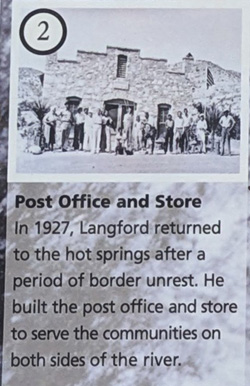 2
Post Office and Store
In 1927, Langford returned
to the hot springs after a
period of border unrest. He
built the post office and store
to serve the communities on
both sides of the river.